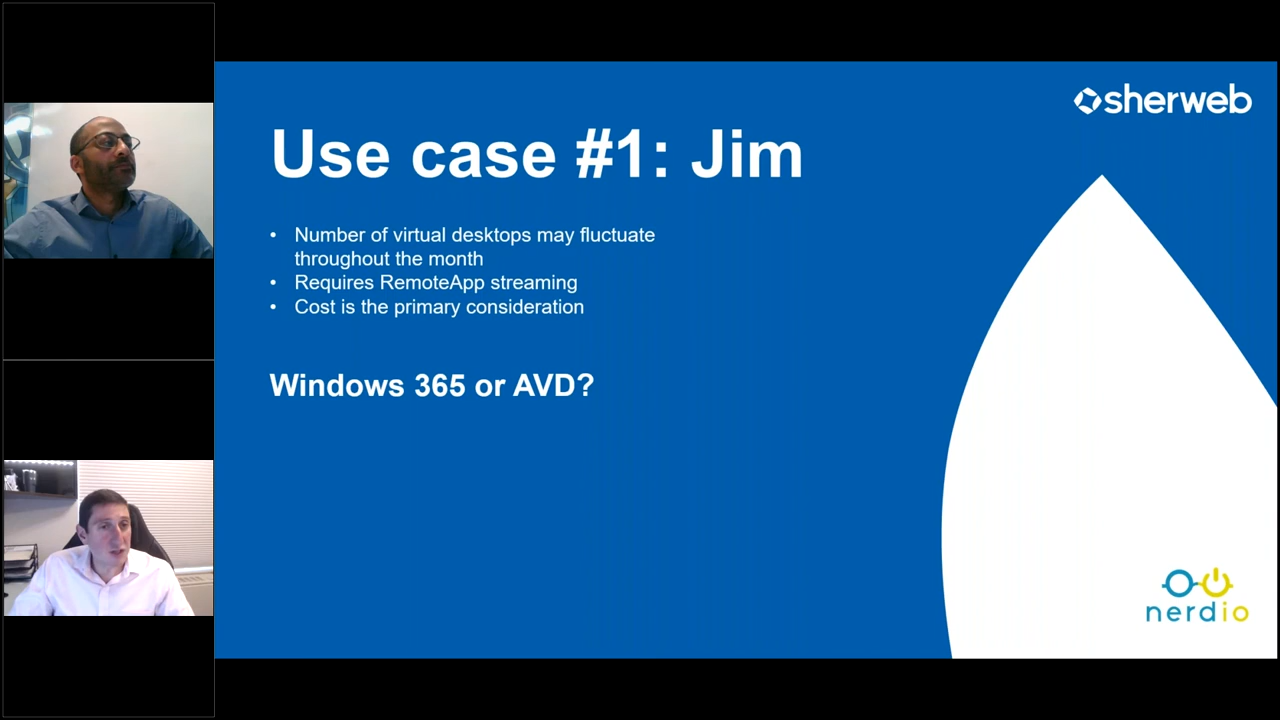 sherweb
Use case #1: Jim
• Number of virtual desktops may fluctuate
throughout the month
• Requires RemoteApp streaming
• Cost is the primary consideration
Windows 365 or AVD?
nerdio